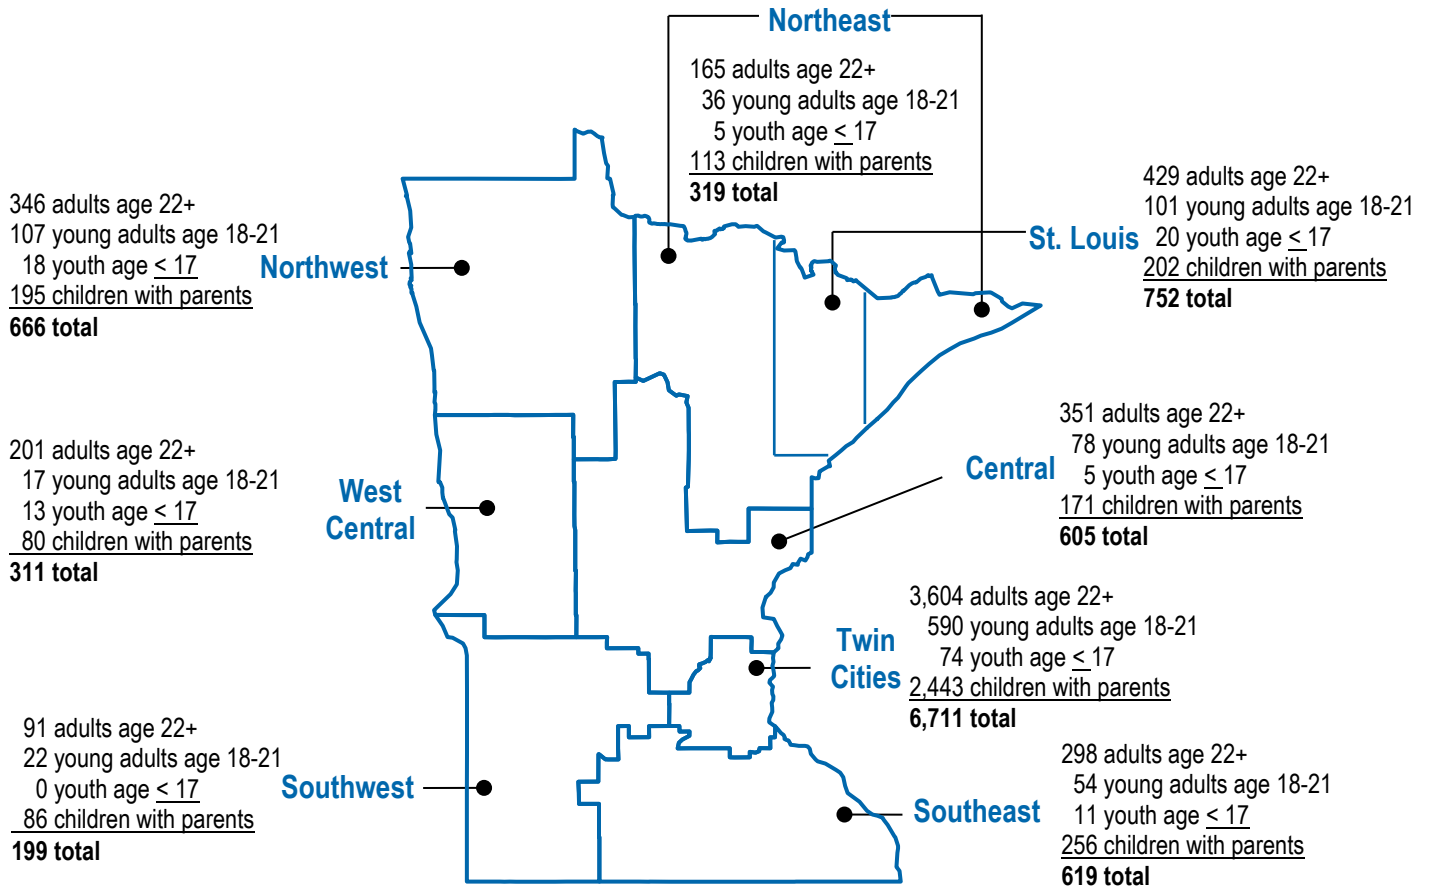 Northeast
165 adults age 22+
36 young adults age 18-21
5 youth age < 17
113 children with parents
319 total
346 adults age 22+
107 young adults age 18-21
18 youth age < 17
195 children with parents
666 total
Northwest
St. Louis
429 adults age 22+
101 young adults age 18-21
20 youth age < 17
202 children with parents
752 total
201 adults age 22+
17 young adults age 18-21
13 youth age < 17
80 children with parents
311 total
West
Central
Central
351 adults age 22+
78 young adults age 18-21
5 youth age < 17
171 children with parents
605 total
Twin
Cities
3,604 adults age 22+
590 young adults age 18-21
74 youth age < 17
2,443 children with parents
6,711 total
91 adults age 22+
22 young adults age 18-21
0 youth age < 17
86 children with parents
199 total
Southwest
Southeast
298 adults age 22+
54 young adults age 18-21
11 youth age < 17
256 children with parents
619 total